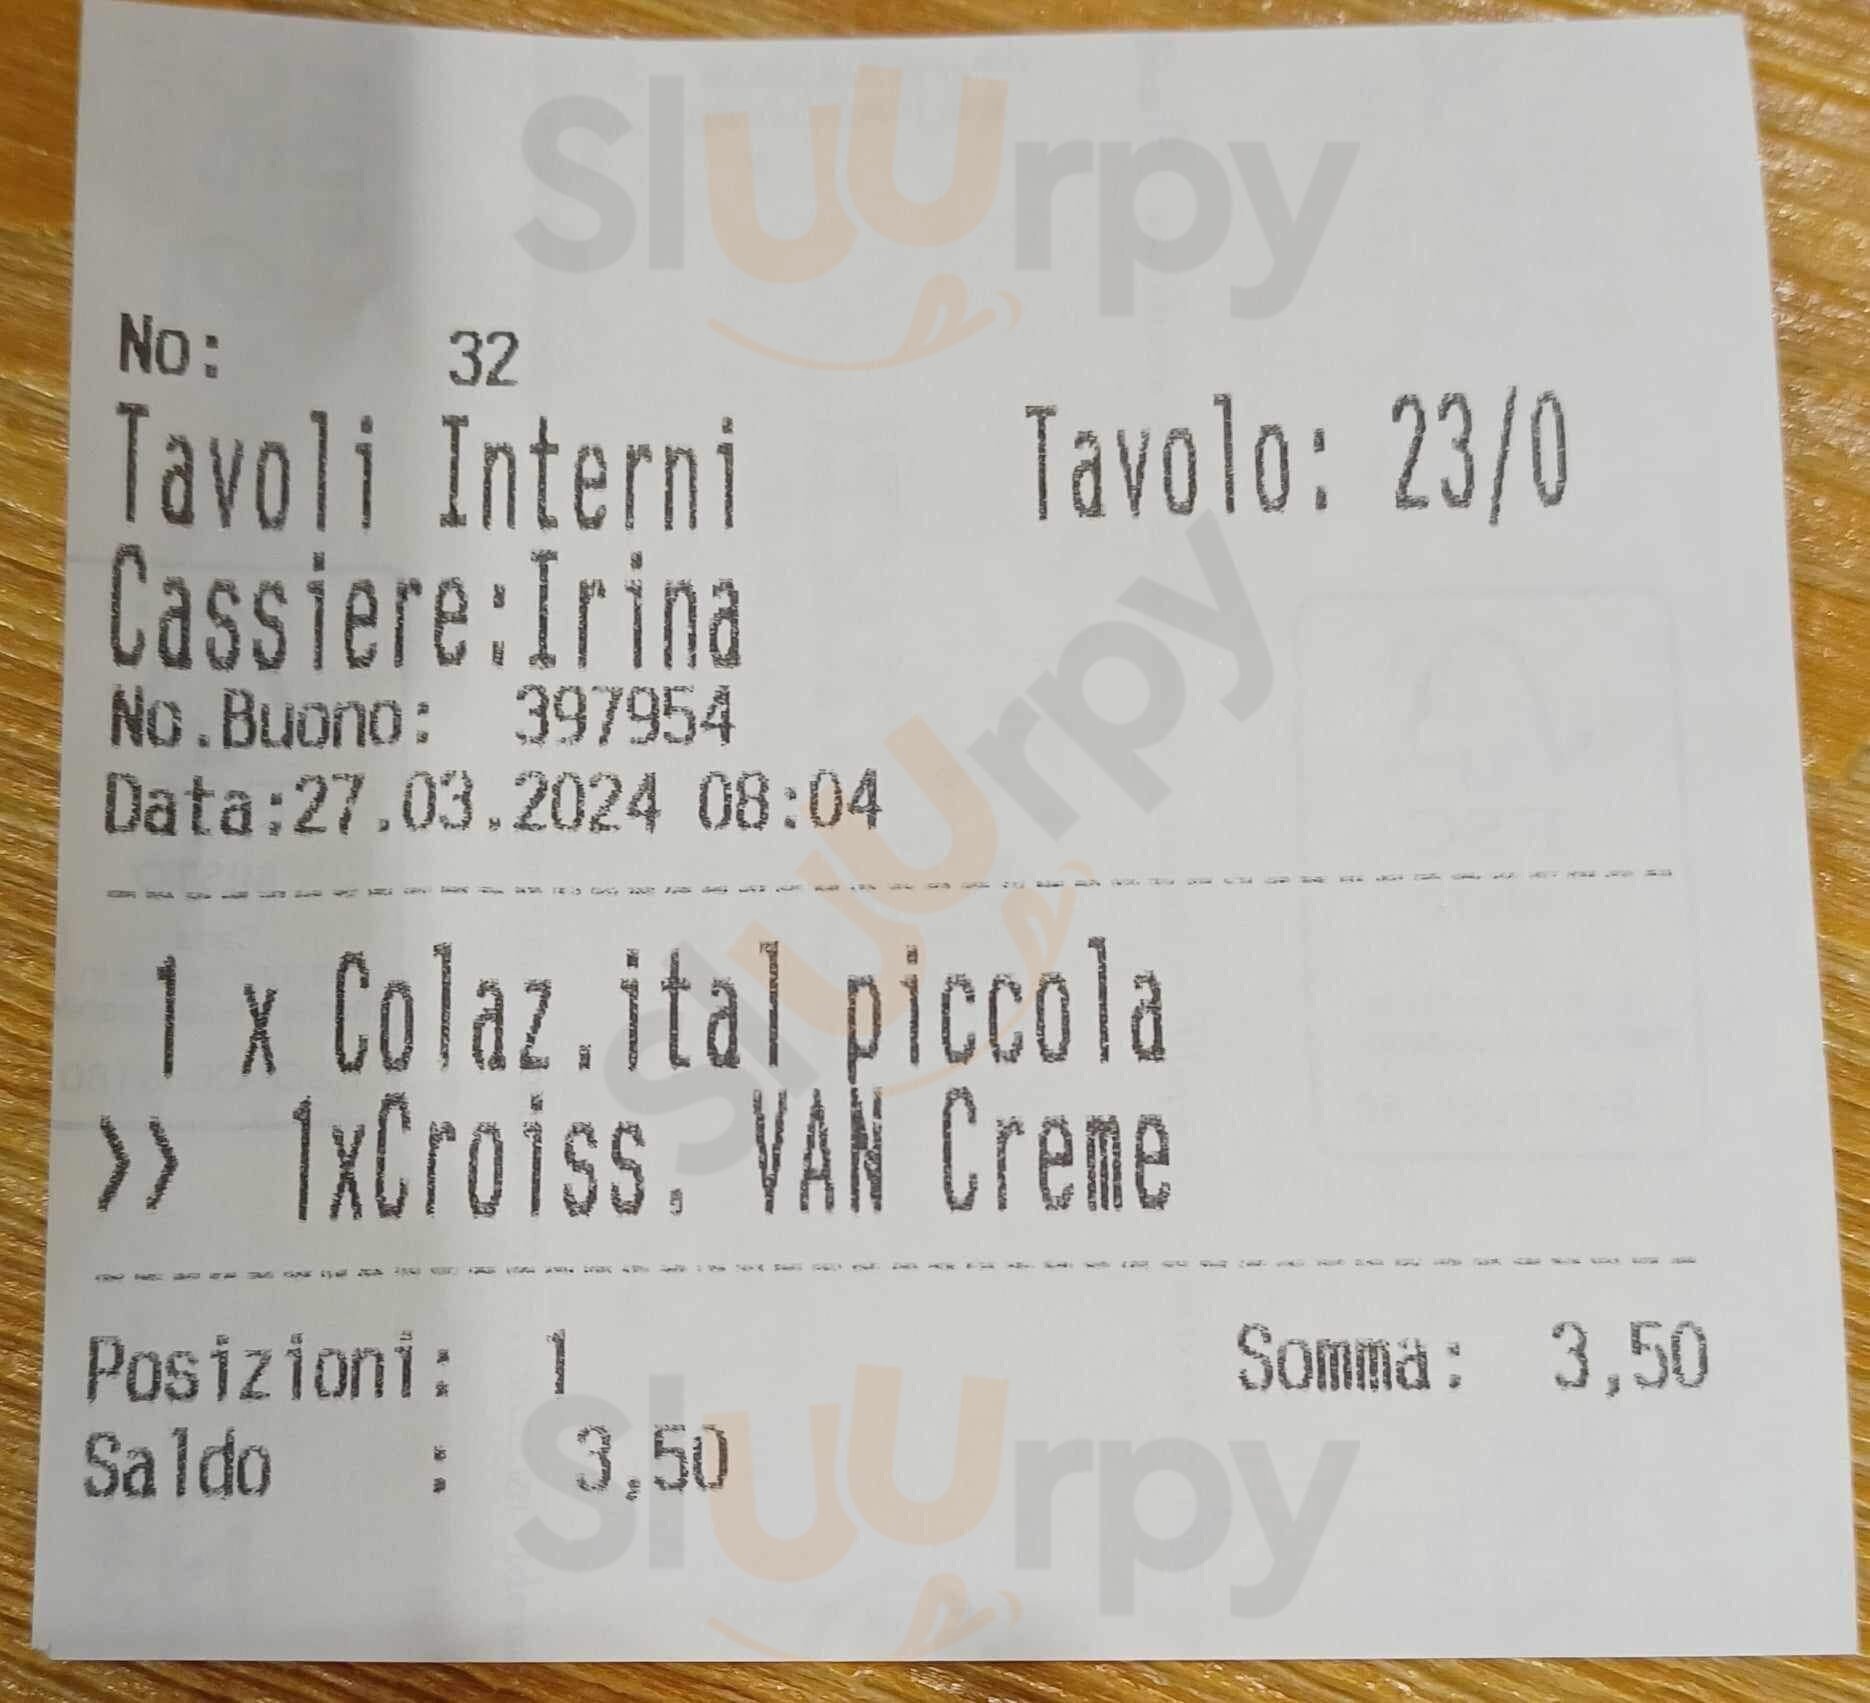 Sluurpy
No: 32
Tavoli Interni Tavolo: 23/0
Cassiere:Irina
No.Buono: 397954
Data:27.03.2024 08:04
Sluurpy
1 x Colaz.ital piccola
>> 1xCroiss. VAN Creme
Posizioni: 1 Somma: 3,50
Saldo : 3,50
Sluurpy